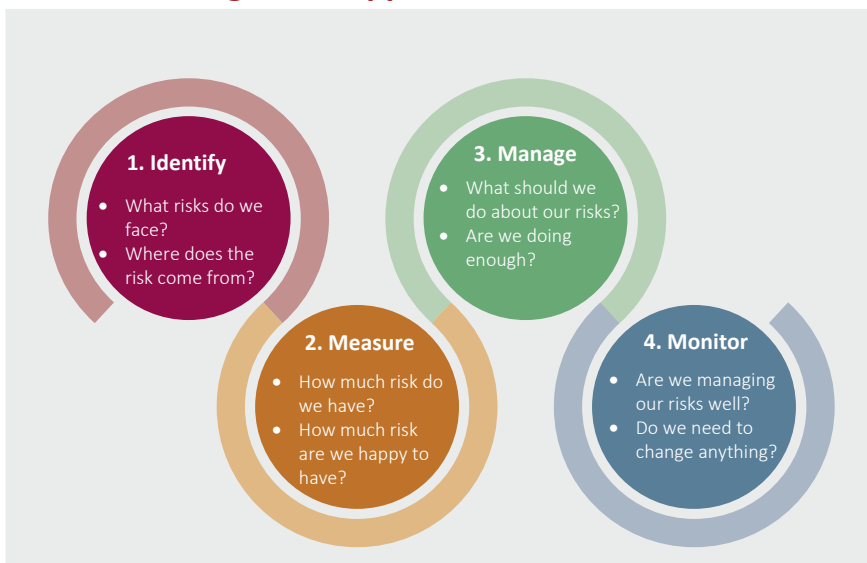 1. Identify
• What risks do we
face?
• Where does the
risk come from?
2. Measure
• How much risk do
we have?
• How much risk
are we happy to
have?
3. Manage
• What should we
do about our risks?
• Are we doing
enough?
4. Monitor
• Are we managing
our risks well?
• Do we need to
change anything?